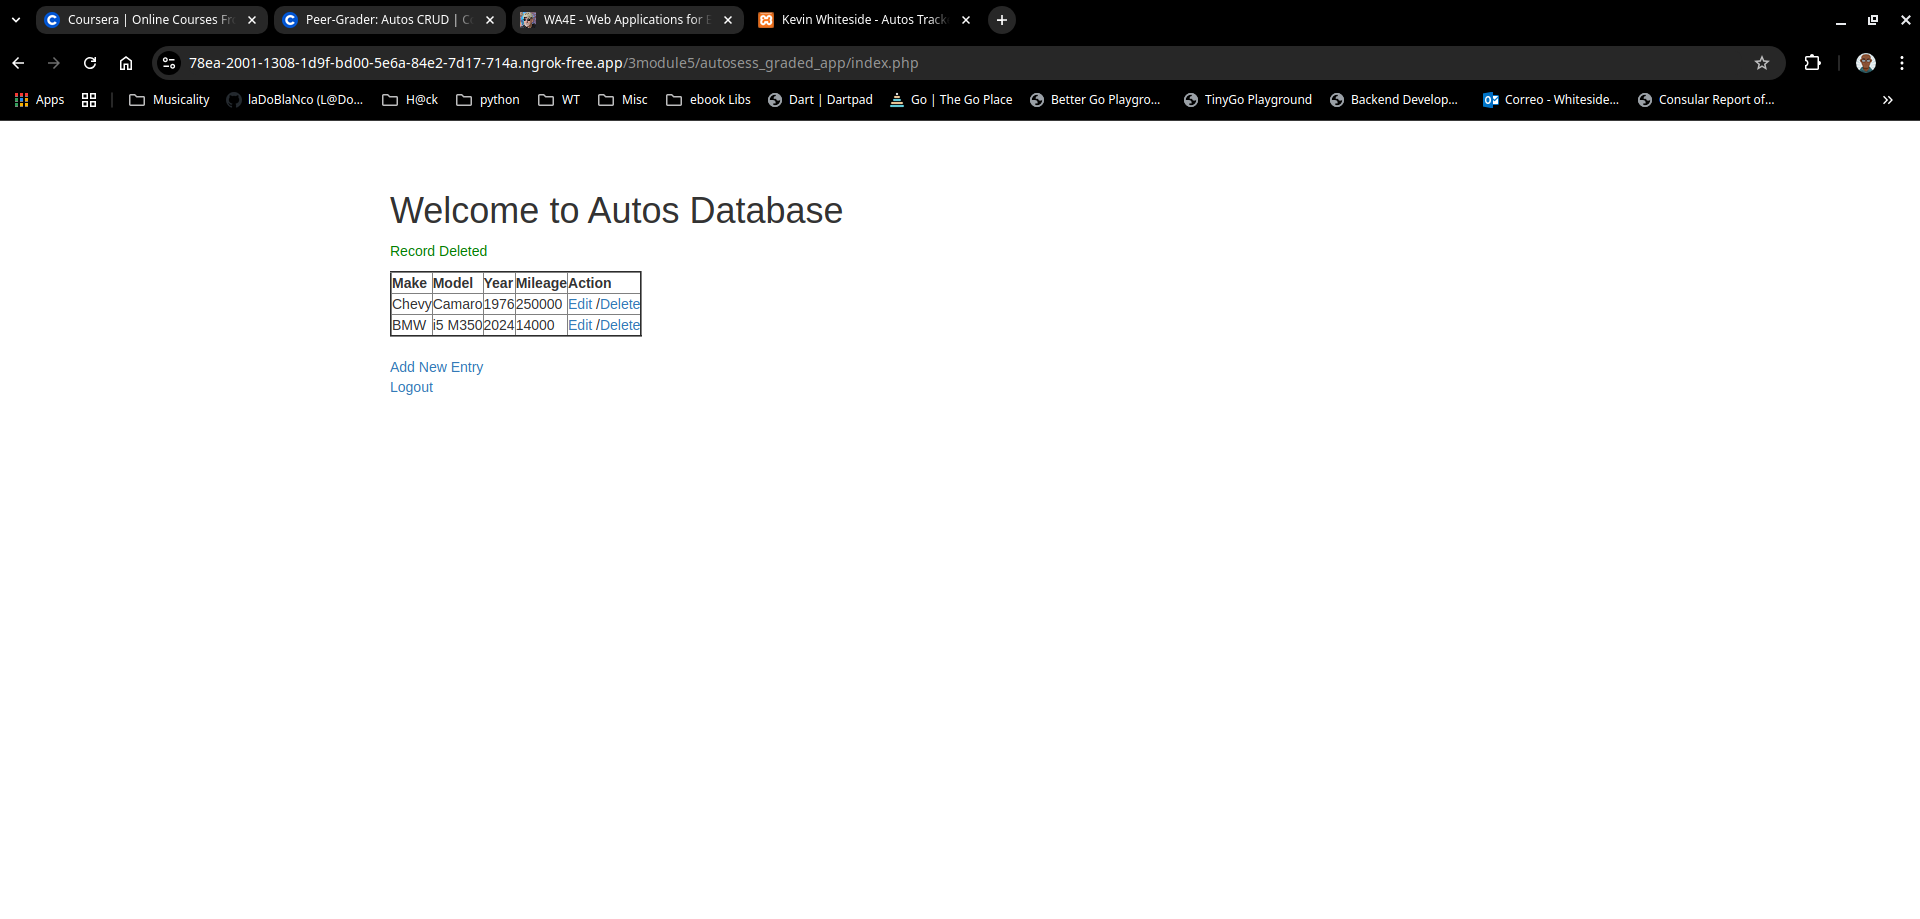 Coursera | Online Courses Fr
Peer-Grader: Autos CRUD | C
WA4E - Web Applications for E
Kevin Whiteside - Autos Track
78ea-2001-1308-1d9f-bd00-5e6a-84e2-7d17-714a.ngrok-free.app/3module5/autosess_graded_app/index.php
Apps Musicality laDoBlaNco (L@Do... H@ck python WT Misc ebook Libs Dart | Dartpad Go | The Go Place Better Go Playgro... TinyGo Playground Backend Develop... Correo - Whiteside... Consular Report of... »
Welcome to Autos Database
Record Deleted
Make Model Year Mileage Action
Chevy Camaro 1976 250000 Edit /Delete
BMW i5 M350 2024 14000 Edit /Delete
Add New Entry
Logout